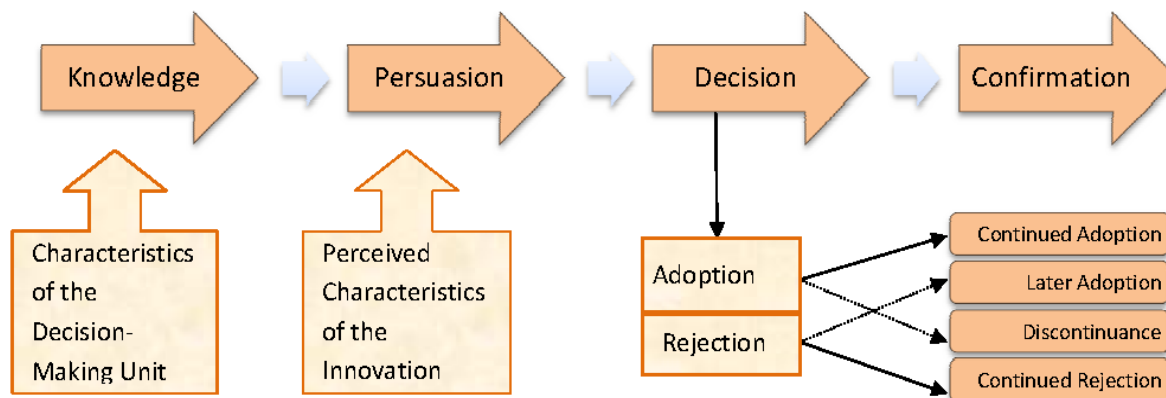 Knowledge
Persuasion
Decision
Confirmation
Characteristics
of the
Decision-
Making Unit
Perceived
Characteristics
of the
Innovation
Adoption
Rejection
Continued Adoption
Later Adoption
Discontinuance
Continued Rejection